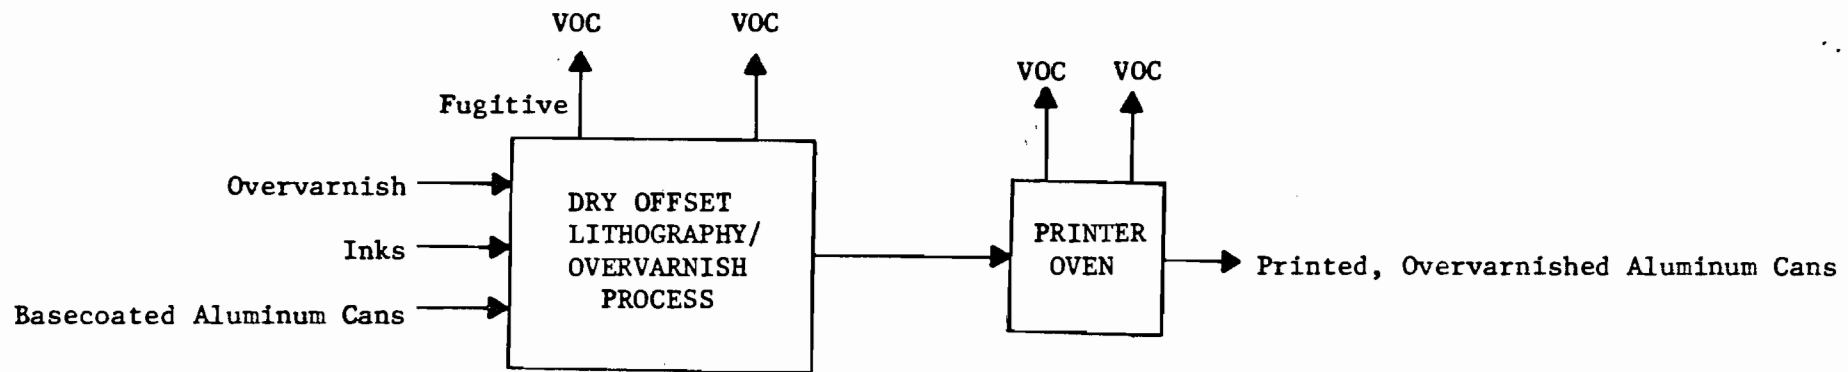 VOC VOC
VOC VOC
Fugitive
Overvarnish
Inks
Basecoated Aluminum Cans
DRY OFFSET
LITHOGRAPHY/
OVERVARNISH
PROCESS
PRINTER
OVEN
Printed, Overvarnished Aluminum Cans